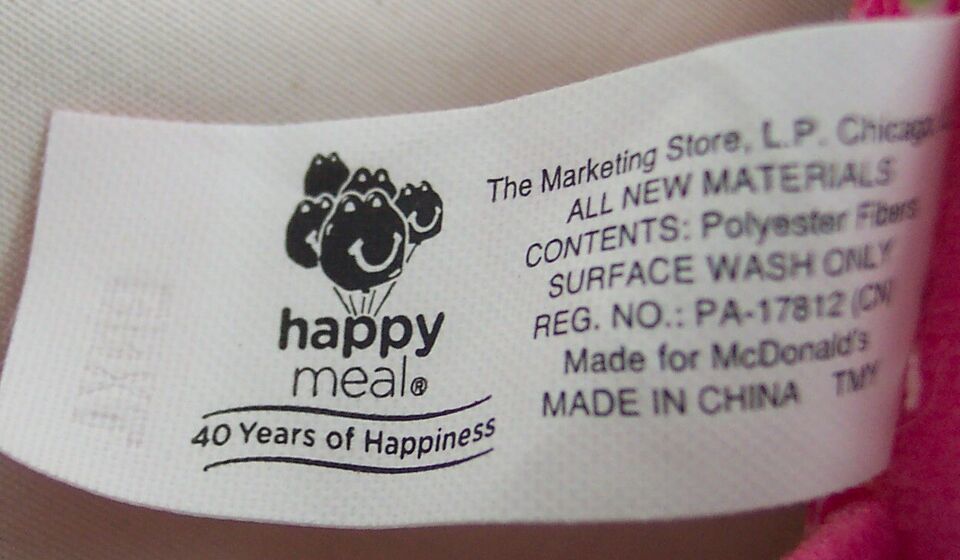 happy
meal®
40 Years of Happiness
The Marketing Store, L.P. Chicago
ALL NEW MATERIALS
CONTENTS: Polyester Fibers
SURFACE WASH ONLY
REG. NO.: PA-17812 (CN)
Made for McDonald's
MADE IN CHINA TMY